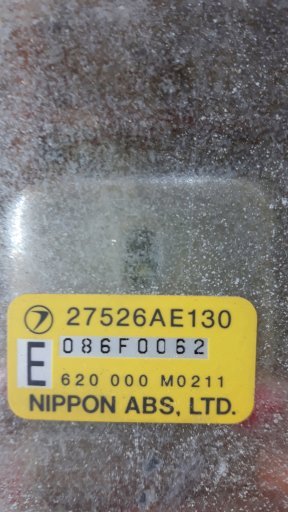 27526AE130
E 086F0062
620 000 M0211
NIPPON ABS, LTD.